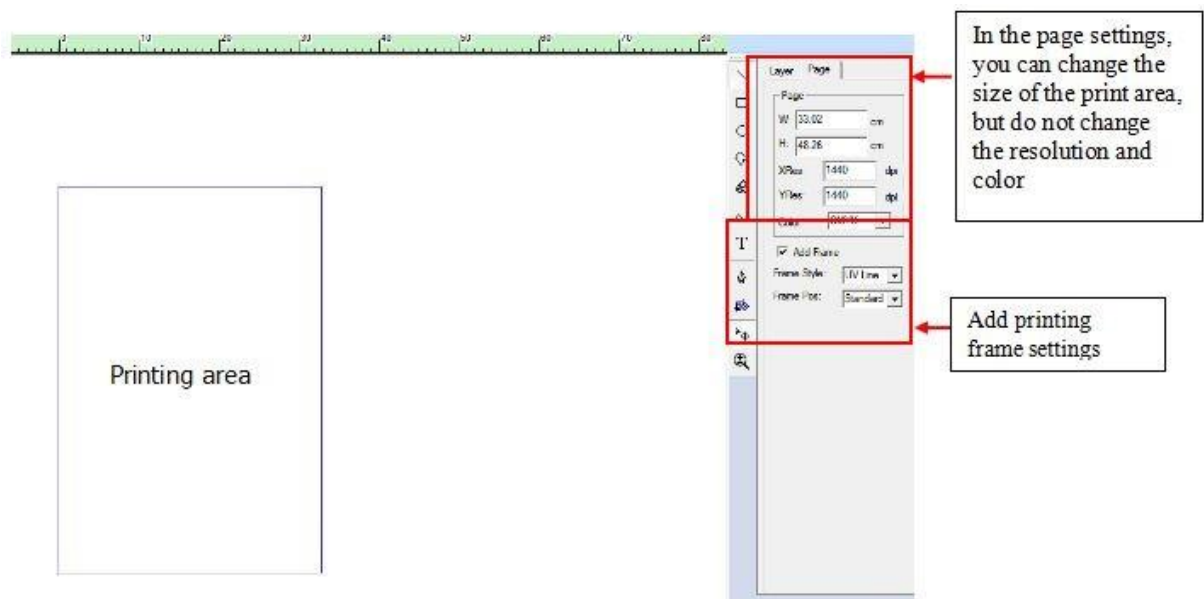 0 10 20 30 40 50 60 70 80
Layer Page
Page
W: 33.02 cm
H: 48.26 cm
XRes: 1440 dpi
YRes: 1440 dpi
Color:
Add Frame
Frame Style: UV Line
Frame Pos: Standard
T
Printing area
In the page settings,
you can change the
size of the print area,
but do not change
the resolution and
color
Add printing
frame settings